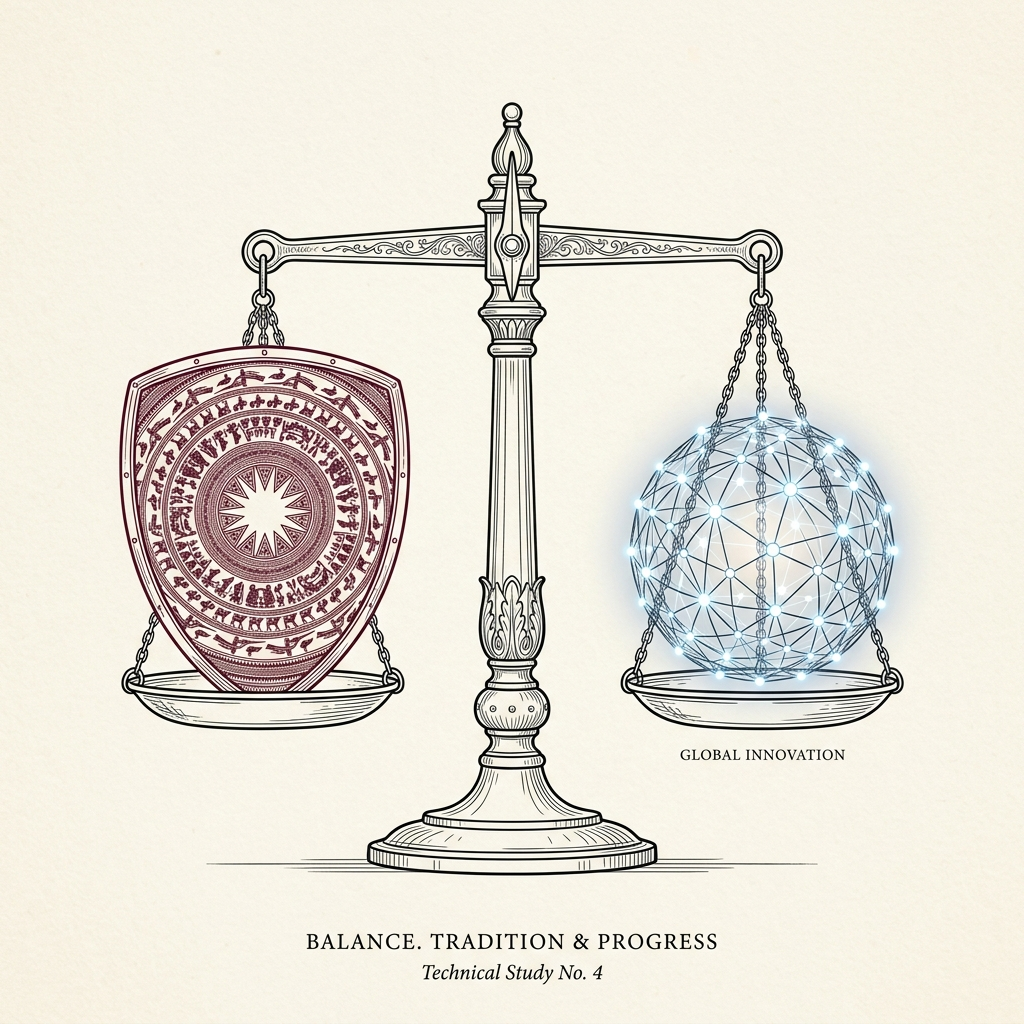 GLOBAL INNOVATION
BALANCE. TRADITION & PROGRESS
Technical Study No. 4